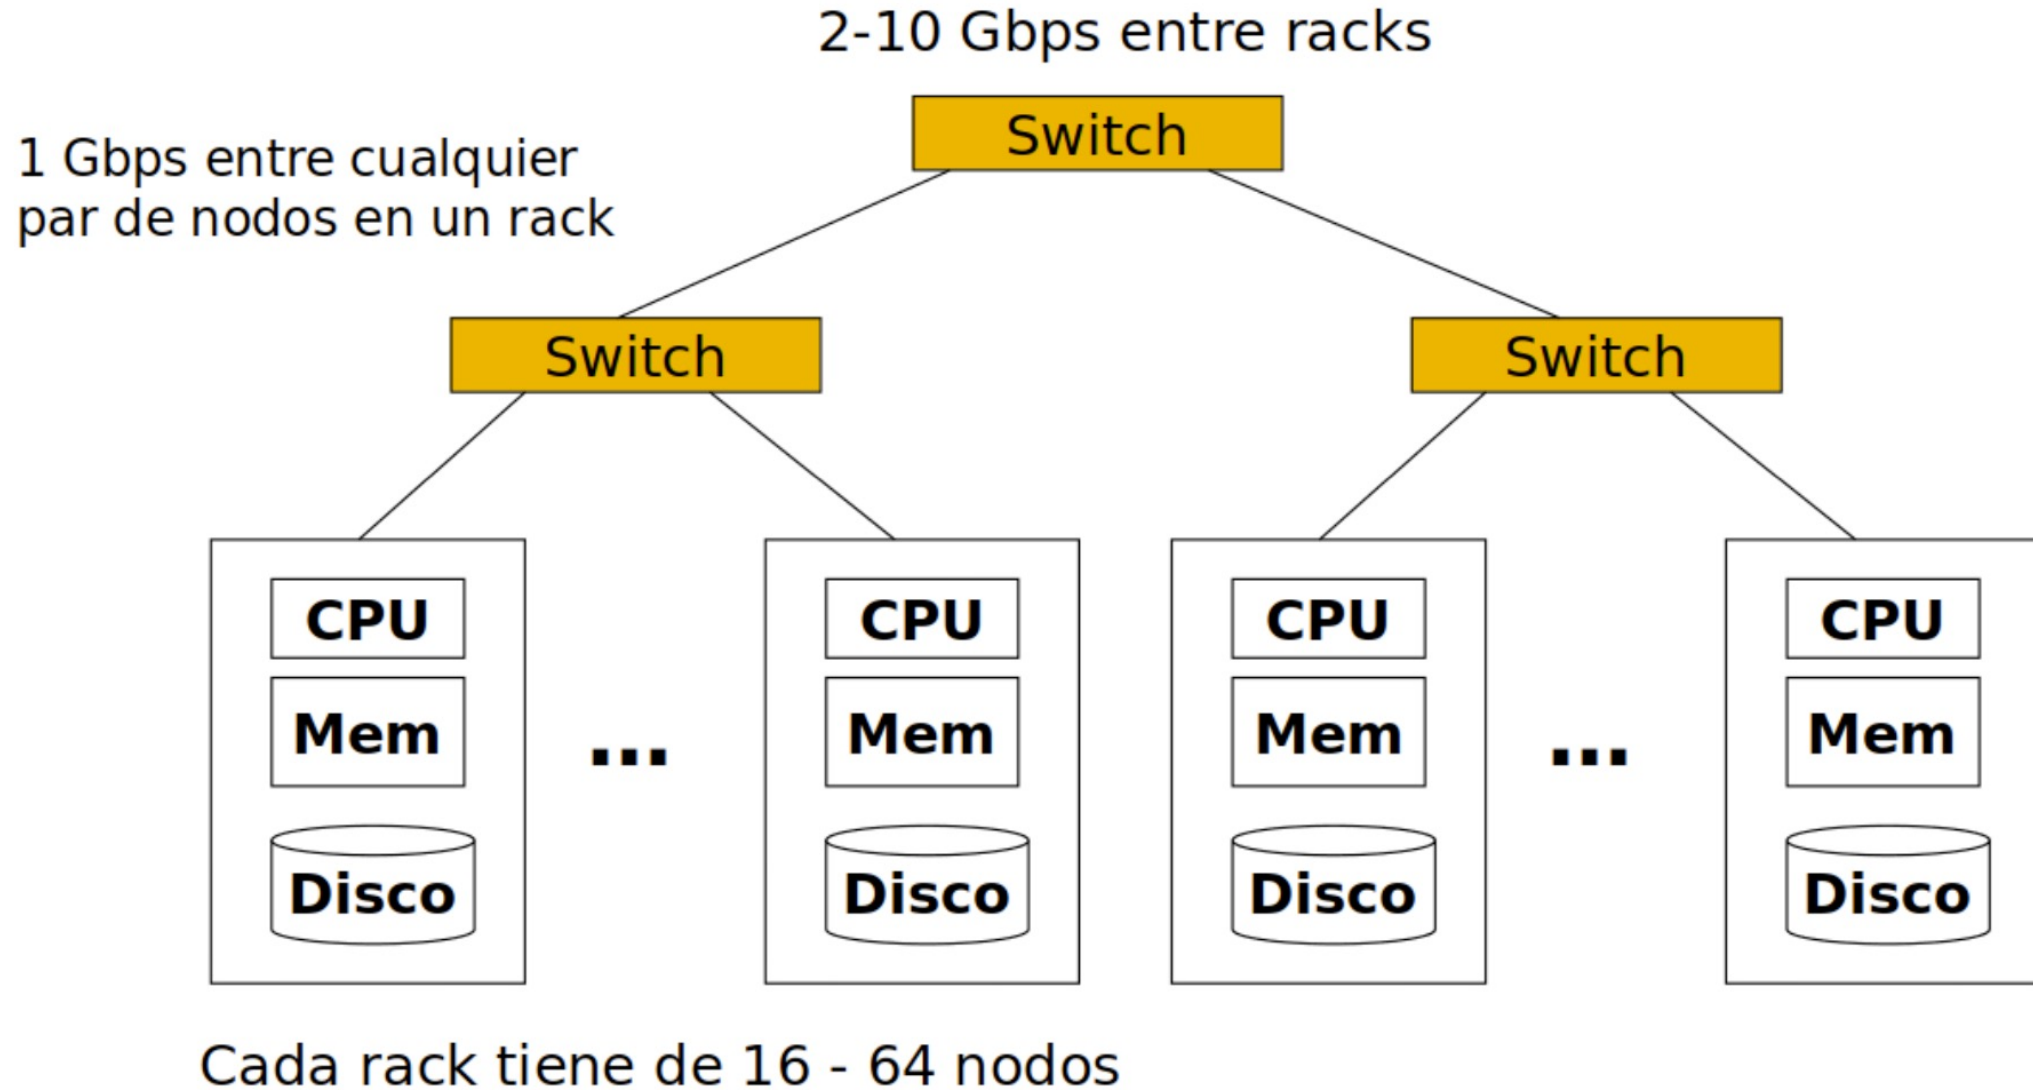 2-10 Gbps entre racks
Switch
1 Gbps entre cualquier
par de nodos en un rack
Switch
Switch
CPU
CPU
CPU
CPU
Mem
...
Mem
Mem
...
Mem
Disco
Disco
Disco
Disco
Cada rack tiene de 16 - 64 nodos